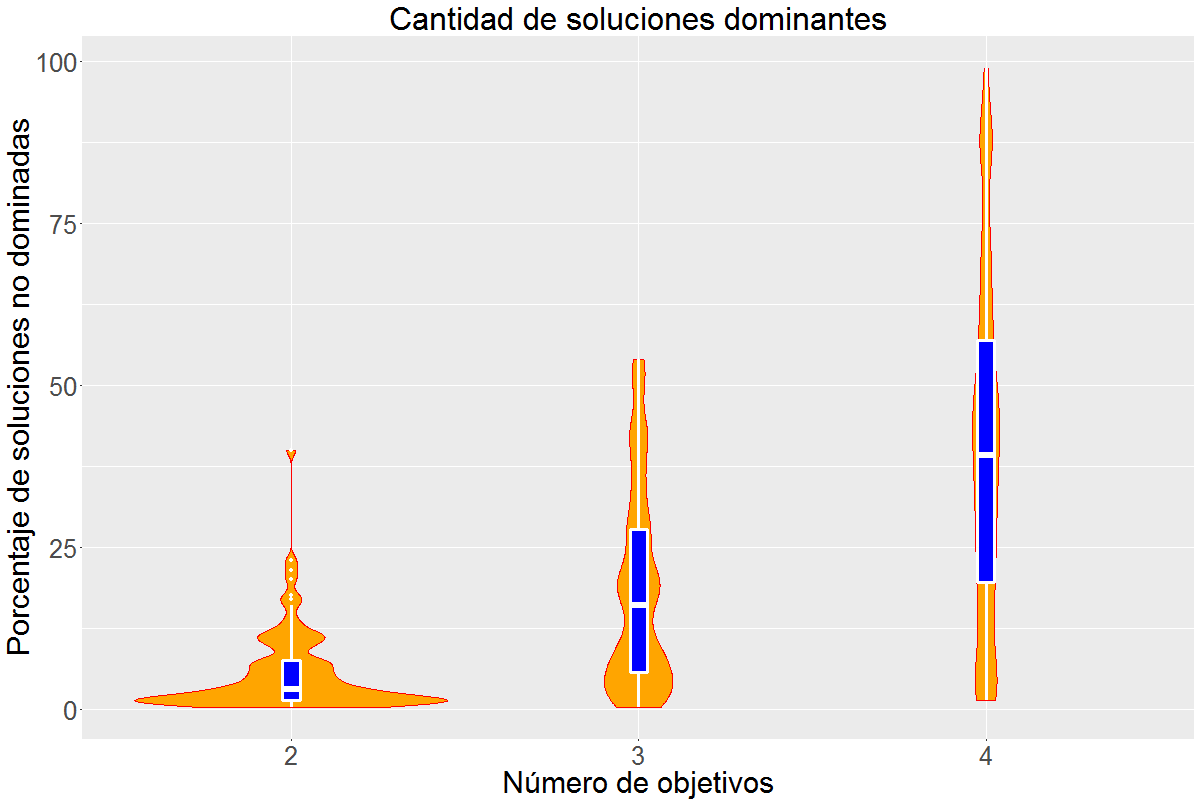 Cantidad de soluciones dominantes
Porcentaje de soluciones no dominadas
100
75
50
25
0
2 3 4
Número de objetivos